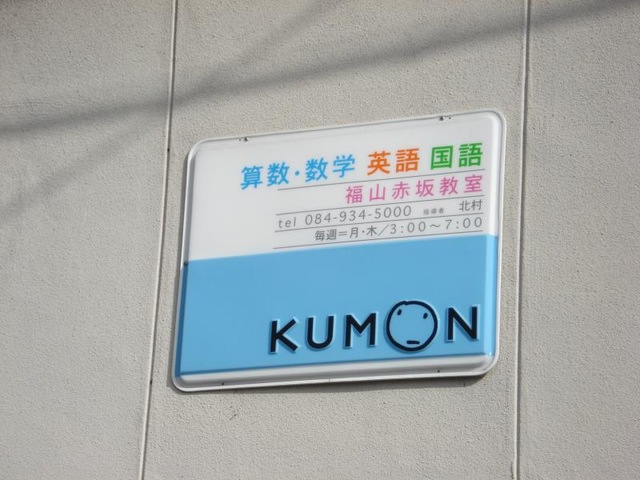 算数・数学 英語 国語
福山赤坂教室
tel 084-934-5000 指導者 北村
毎週=月・木/3:00～7:00
KUMON